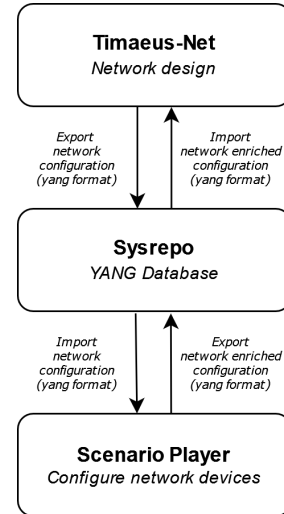 Timaeus-Net
Network design
Export
network
configuration
(yang format)
Import
network enriched
configuration
(yang format)
Sysrepo
YANG Database
Import
network
configuration
(yang format)
Export
network enriched
configuration
(yang format)
Scenario Player
Configure network devices